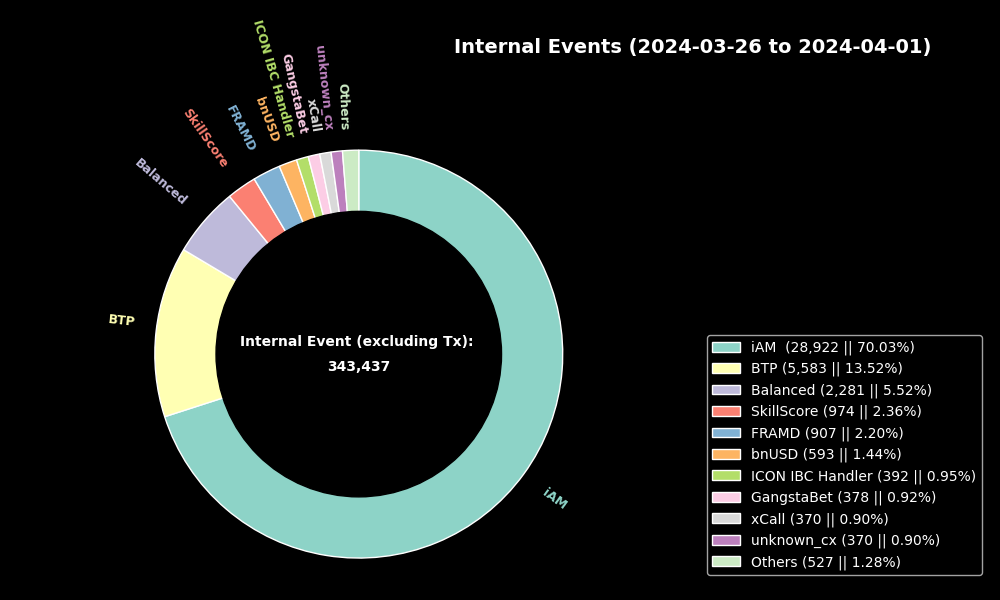 Internal Events (2024-03-26 to 2024-04-01)
ICON IBC Handler
GangstaBet
unknown_cx
xCall
Others
bnUSD
FRAMD
SkillScore
Balanced
BTP
iAM
Internal Event (excluding Tx):
343,437
iAM  (28,922 || 70.03%)
BTP (5,583 || 13.52%)
Balanced (2,281 || 5.52%)
SkillScore (974 || 2.36%)
FRAMD (907 || 2.20%)
bnUSD (593 || 1.44%)
ICON IBC Handler (392 || 0.95%)
GangstaBet (378 || 0.92%)
xCall (370 || 0.90%)
unknown_cx (370 || 0.90%)
Others (527 || 1.28%)